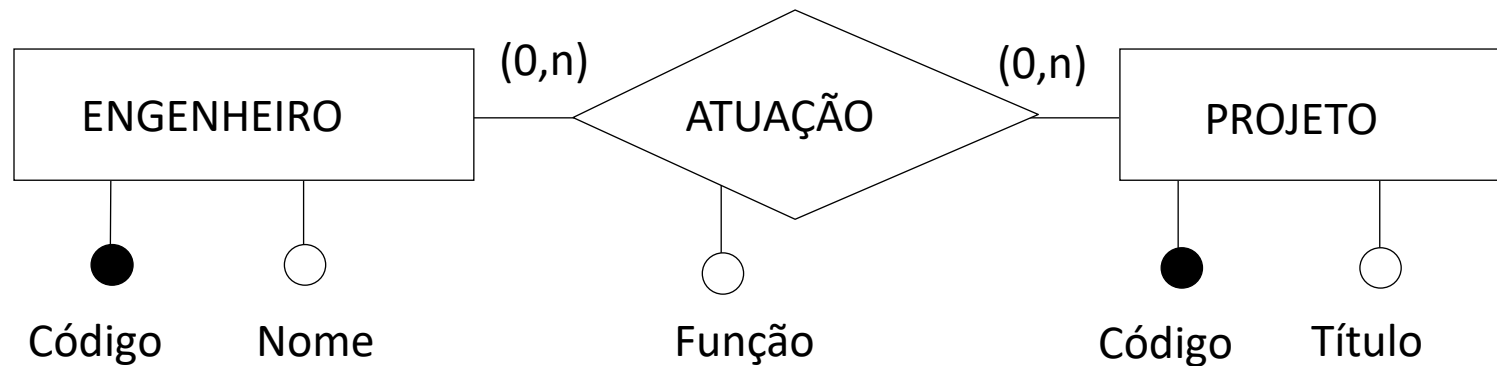 (0,n)
(0,n)
ENGENHEIRO
ATUAÇÃO
PROJETO
Código
Nome
Função
Código
Título